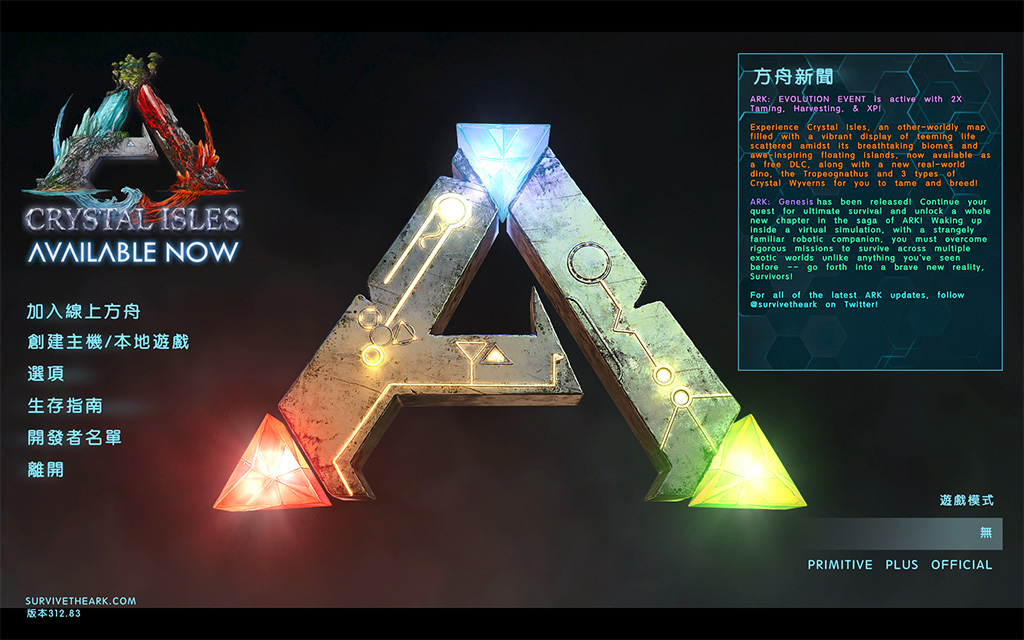 CRYSTAL ISLES
AVAILABLE NOW
加入線上方舟
創建主機/本地遊戲
選項
生存指南
開發者名單
離開
SURVIVETHEARK.COM
版本312.83
方舟新聞
ARK: EVOLUTION EVENT is active with 2X
Taming, Harvesting, & XP!
Experience Crystal Isles, an other-worldly map
filled with a vibrant display of teeming life
scattered amidst its breathtaking biomes and
awe-inspiring floating islands, now available as
a free DLC, along with a new real-world
dino, the Tropeognathus and 3 types of
Crystal Wyverns for you to tame and breed!
ARK: Genesis has been released! Continue your
quest for ultimate survival and unlock a whole
new chapter in the saga of ARK! Waking up
inside a virtual simulation, with a strangely
familiar robotic companion, you must overcome
rigorous missions to survive across multiple
exotic worlds unlike anything you've seen
before -- go forth into a brave new reality,
Survivors!
For all of the latest ARK updates, follow
@survivetheark on Twitter!
遊戲模式
無
PRIMITIVE PLUS OFFICIAL